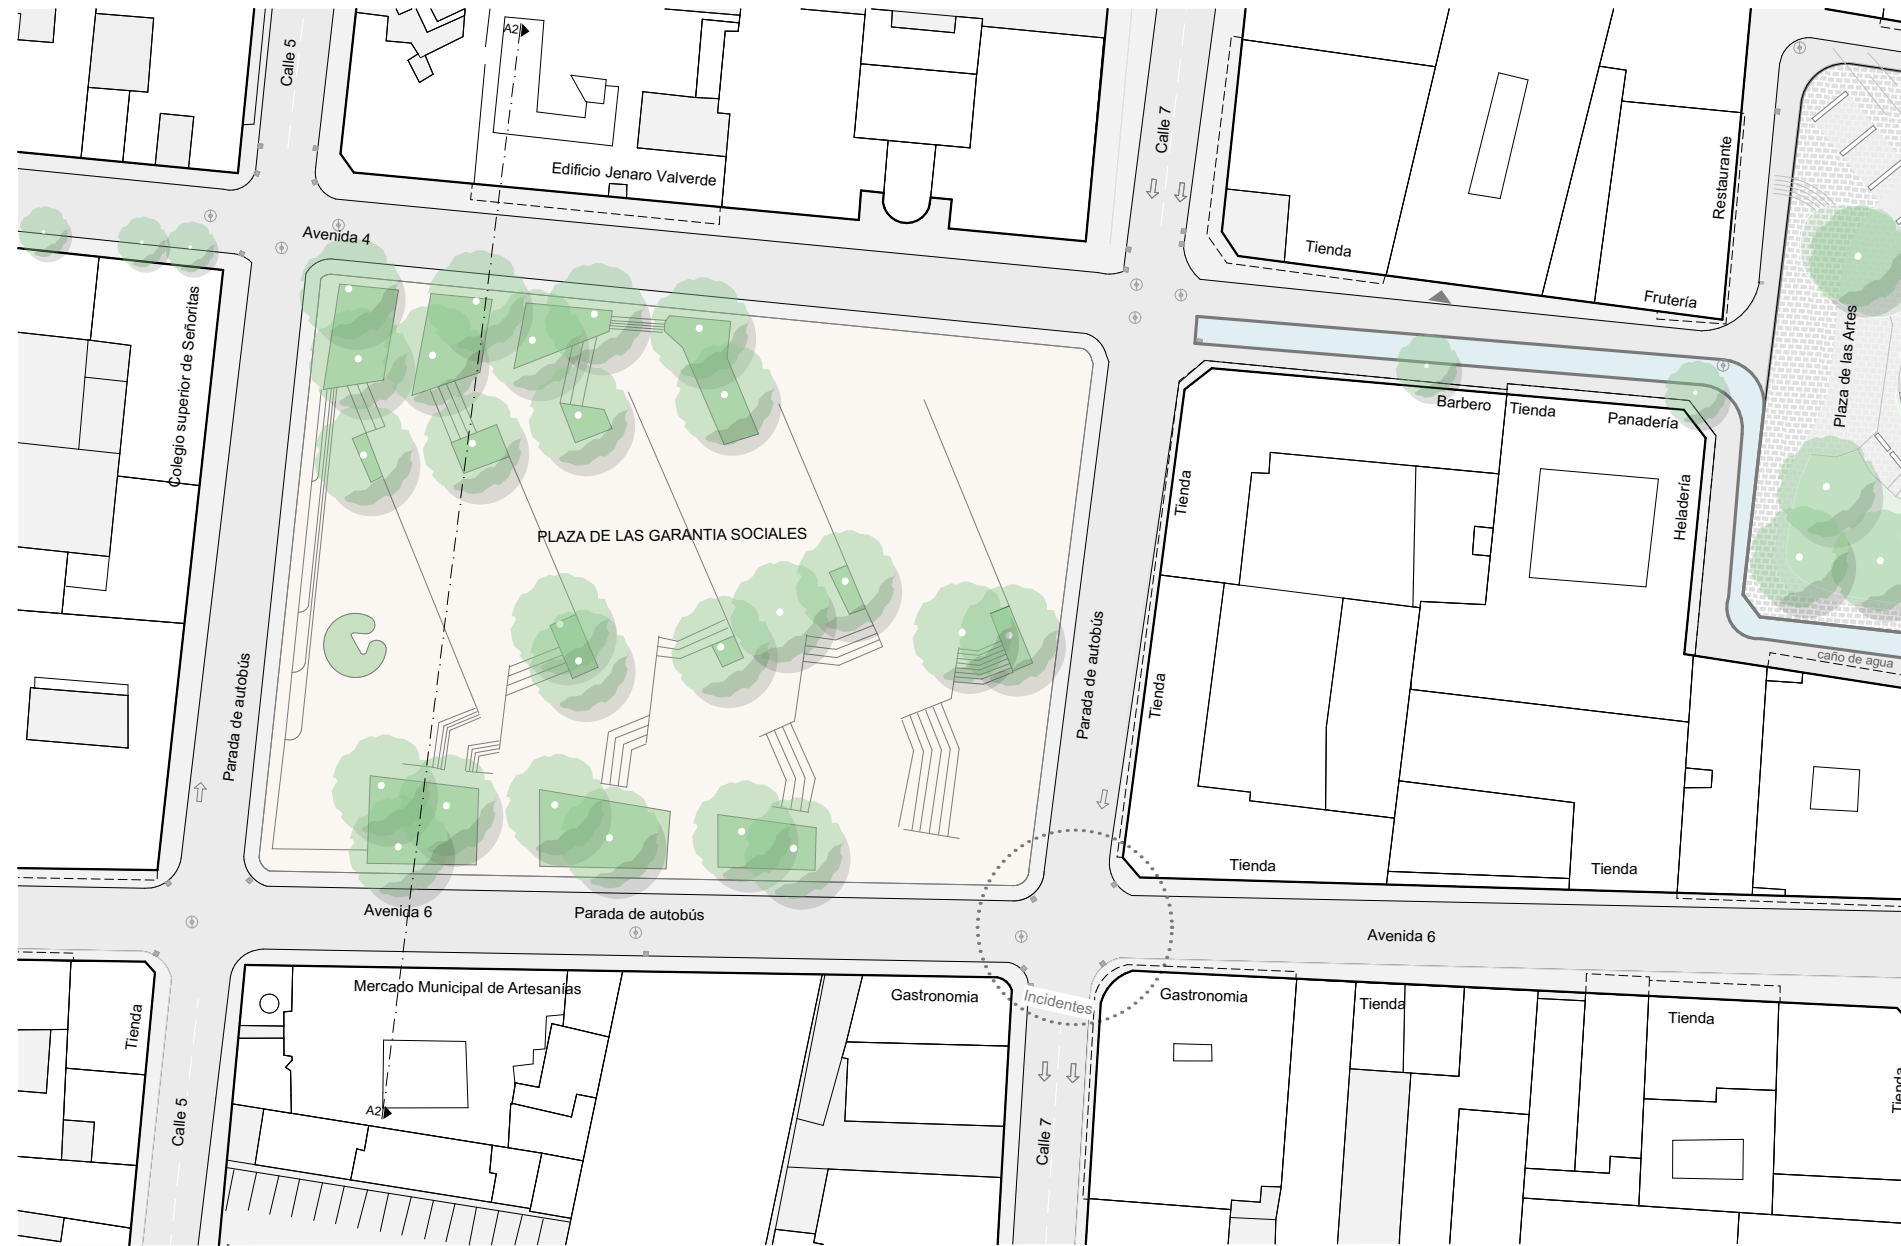 A2
Calle 5
Calle 7
Edificio Jenaro Valverde
Restaurante
Avenida 4
Tienda
Frutería
Colegio superior de Señoritas
Plaza de las Artes
Barbero
Tienda
Panadería
Tienda
Heladería
PLAZA DE LAS GARANTIA SOCIALES
Parada de autobús
Parada de autobús
Tienda
caño de agua
Tienda
Tienda
Avenida 6
Parada de autobús
Avenida 6
Mercado Municipal de Artesanías
Gastronomia
Incidentes
Gastronomia
Tienda
Tienda
Tienda
Calle 5
A2
Calle 7
Tienda